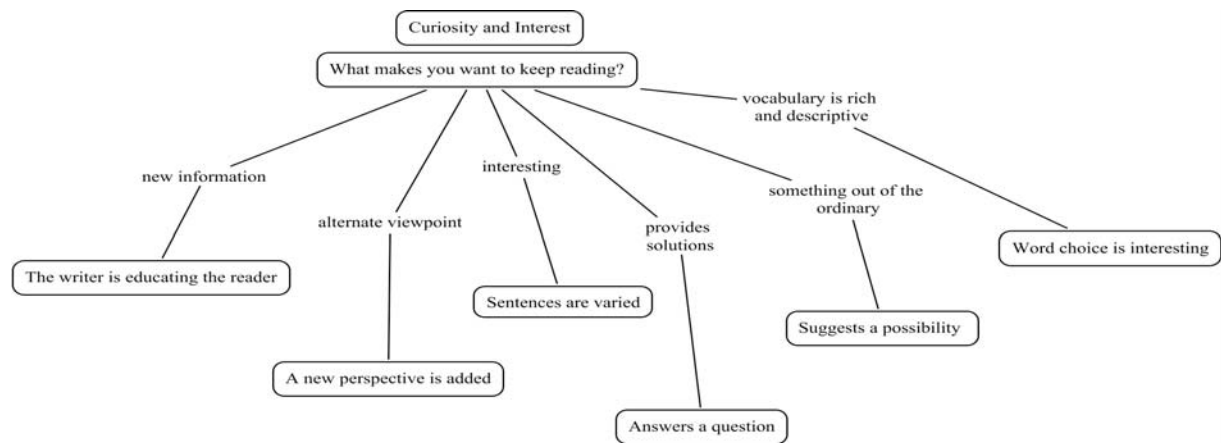 Curiosity and Interest
What makes you want to keep reading?
vocabulary is rich
and descriptive
new information
interesting
something out of the
ordinary
alternate viewpoint
provides
solutions
Word choice is interesting
The writer is educating the reader
Sentences are varied
Suggests a possibility
A new perspective is added
Answers a question